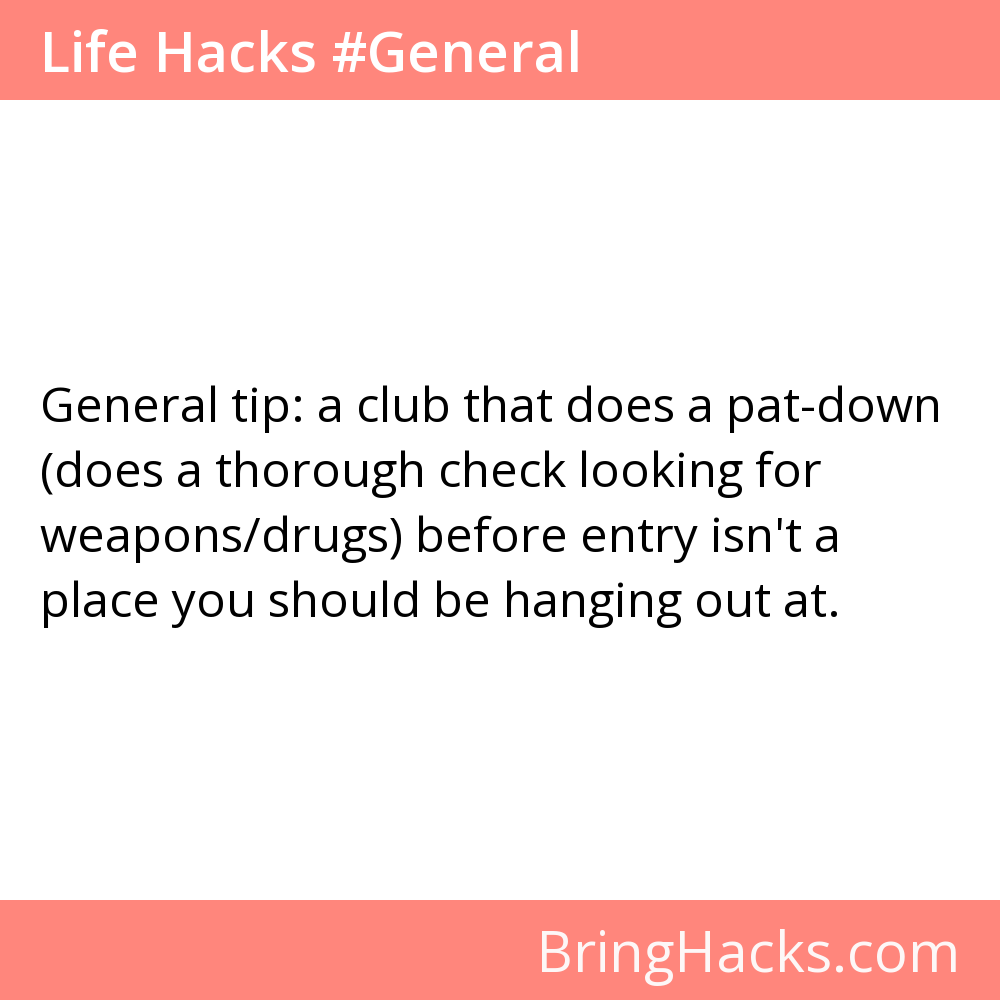 Life Hacks #General
General tip: a club that does a pat-down
(does a thorough check looking for
weapons/drugs) before entry isn't a
place you should be hanging out at.
BringHacks.com